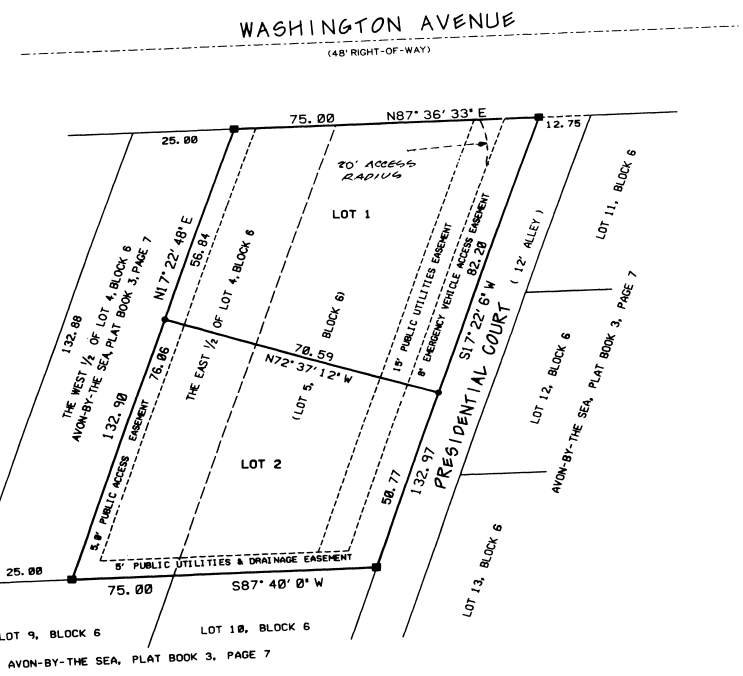 WASHINGTON AVENUE
(48' RIGHT-OF-WAY)
75.00
N87° 36' 33" E
12.75
25.00
20' ACCESS
RADIUS
LOT 1
LOT 11, BLOCK 6
N17° 22' 48" E
56.84
132.88
THE WEST 1/2 OF LOT 4, BLOCK 6
AVON-BY-THE SEA, PLAT BOOK 3, PAGE 7
THE EAST 1/2 OF LOT 4, BLOCK 6
15' PUBLIC UTILITIES EASEMENT
8' EMERGENCY VEHICLE ACCESS EASEMENT
82.20
S17° 22' 6" W
PRESIDENTIAL COURT
( 12' ALLEY )
70.59
N72° 37' 12" W
(LOT 5, BLOCK 6)
LOT 12, BLOCK 6
AVON-BY-THE SEA, PLAT BOOK 3, PAGE 7
76.06
132.90
5.0' PUBLIC ACCESS EASEMENT
LOT 2
50.77
132.97
LOT 13, BLOCK 6
5' PUBLIC UTILITIES & DRAINAGE EASEMENT
25.00
75.00
S87° 40' 0" W
LOT 9, BLOCK 6
LOT 10, BLOCK 6
AVON-BY-THE SEA, PLAT BOOK 3, PAGE 7